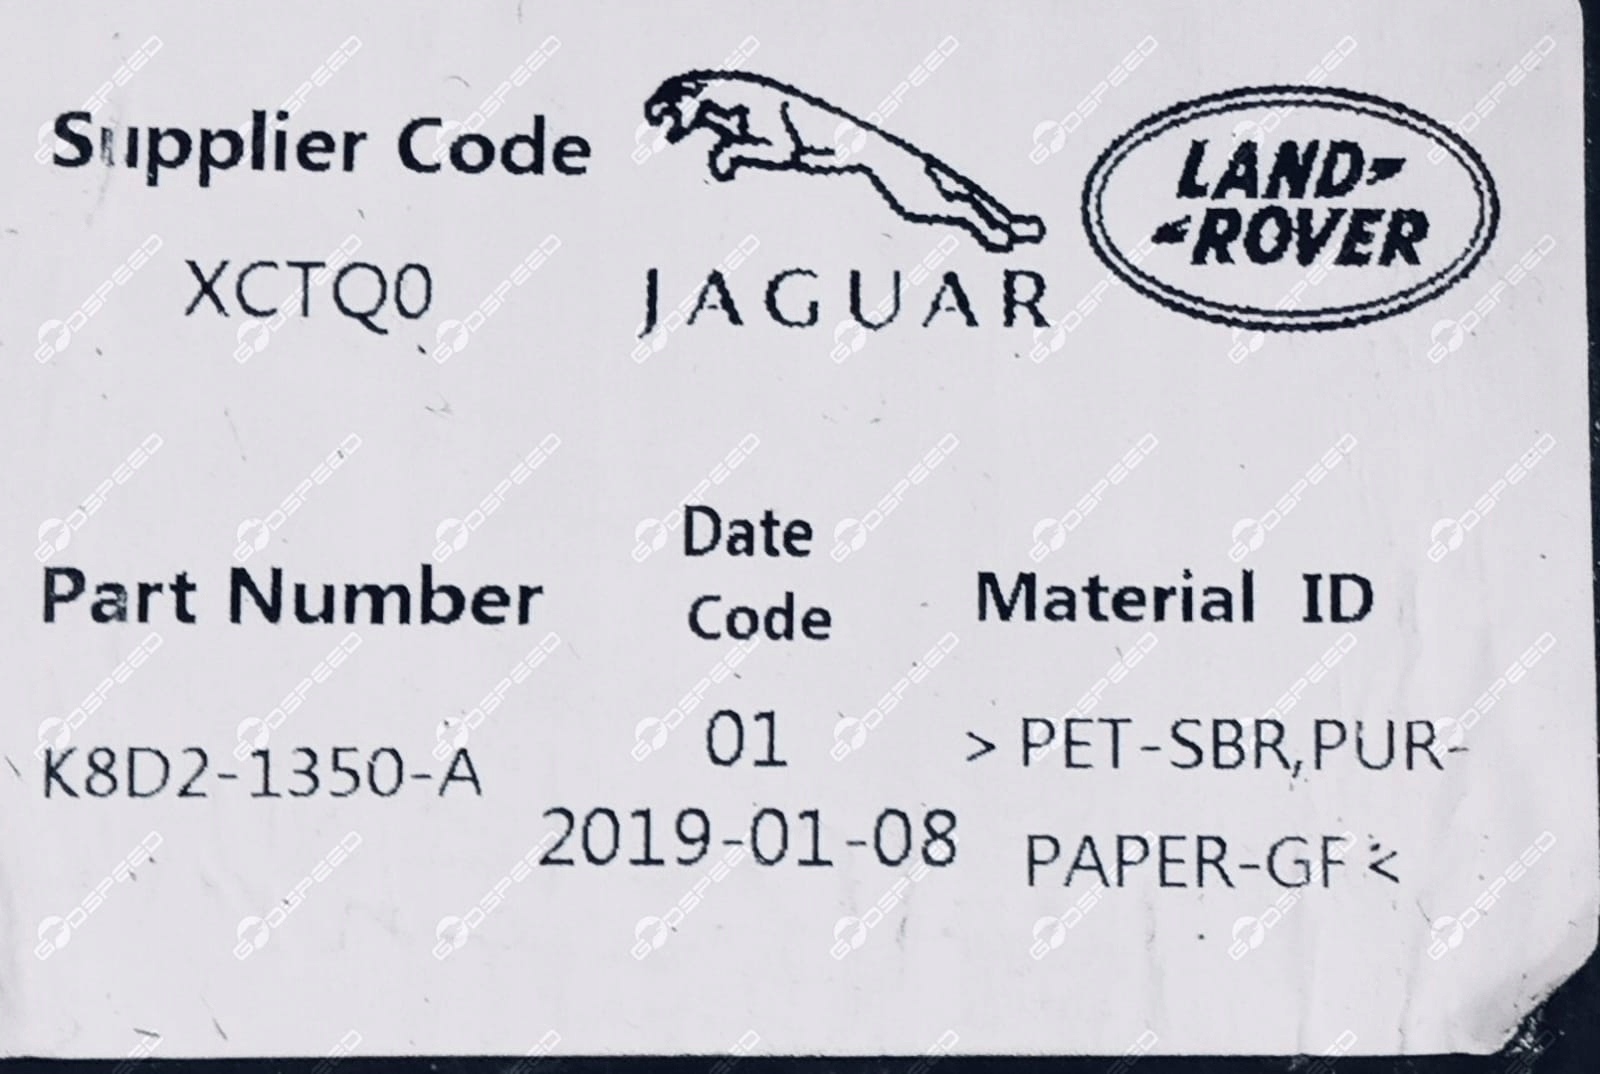 Supplier Code
XCTQ0
JAGUAR
LAND-
-ROVER
Part Number
Date
Code
Material ID
K8D2-1350-A
01
2019-01-08
> PET-SBR,PUR-
PAPER-GF <
GODSPEED